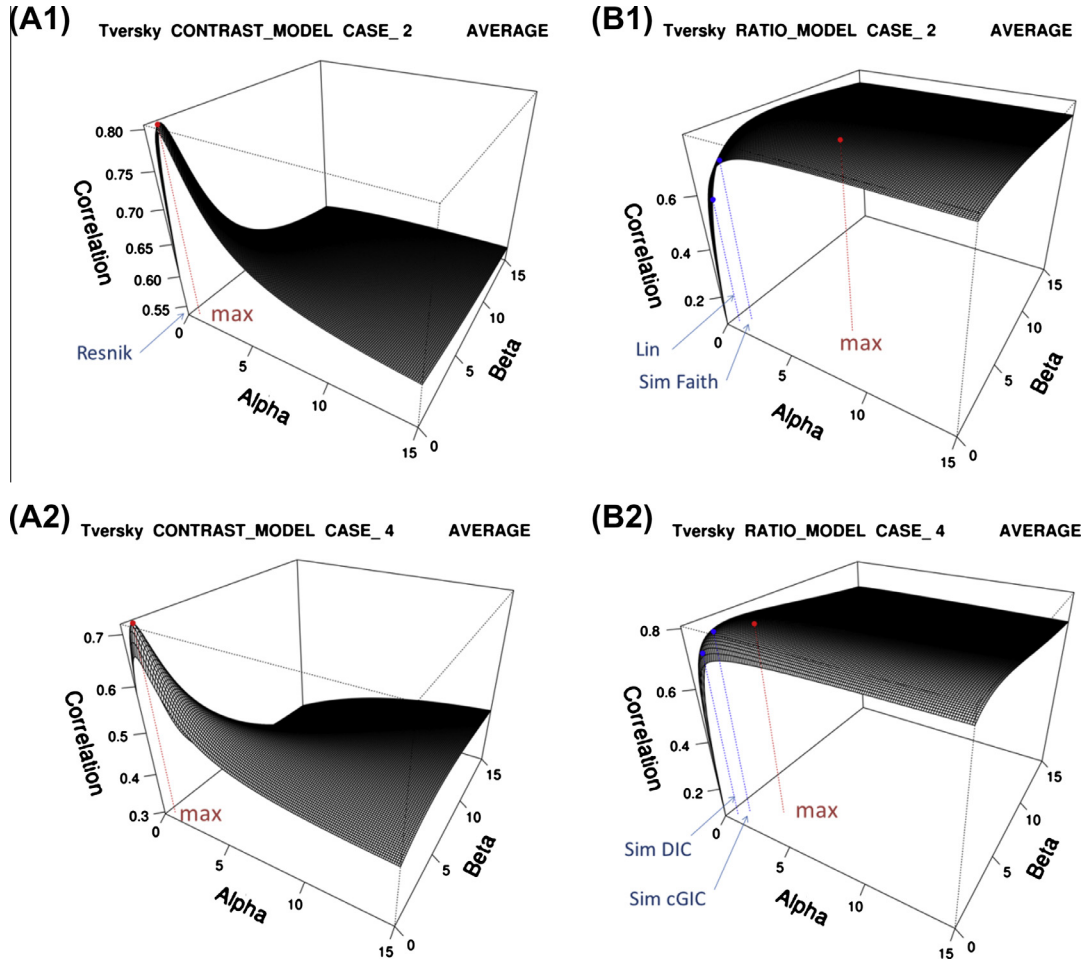 (A1)
Tversky CONTRAST_MODEL CASE_ 2 AVERAGE
0.80
0.75
0.70
0.65
0.60
0.55
Correlation
max
Resnik
0
5
10
15
Alpha
0
5
10
15
Beta
(B1)
Tversky RATIO_MODEL CASE_ 2 AVERAGE
0.6
0.4
0.2
Correlation
Lin
Sim Faith
max
0
5
10
15
Alpha
0
5
10
15
Beta
(A2)
Tversky CONTRAST_MODEL CASE_ 4 AVERAGE
0.7
0.6
0.5
0.4
0.3
Correlation
max
0
5
10
15
Alpha
0
5
10
15
Beta
(B2)
Tversky RATIO_MODEL CASE_ 4 AVERAGE
0.8
0.6
0.4
0.2
Correlation
Sim DIC
Sim cGIC
max
0
5
10
15
Alpha
0
5
10
15
Beta